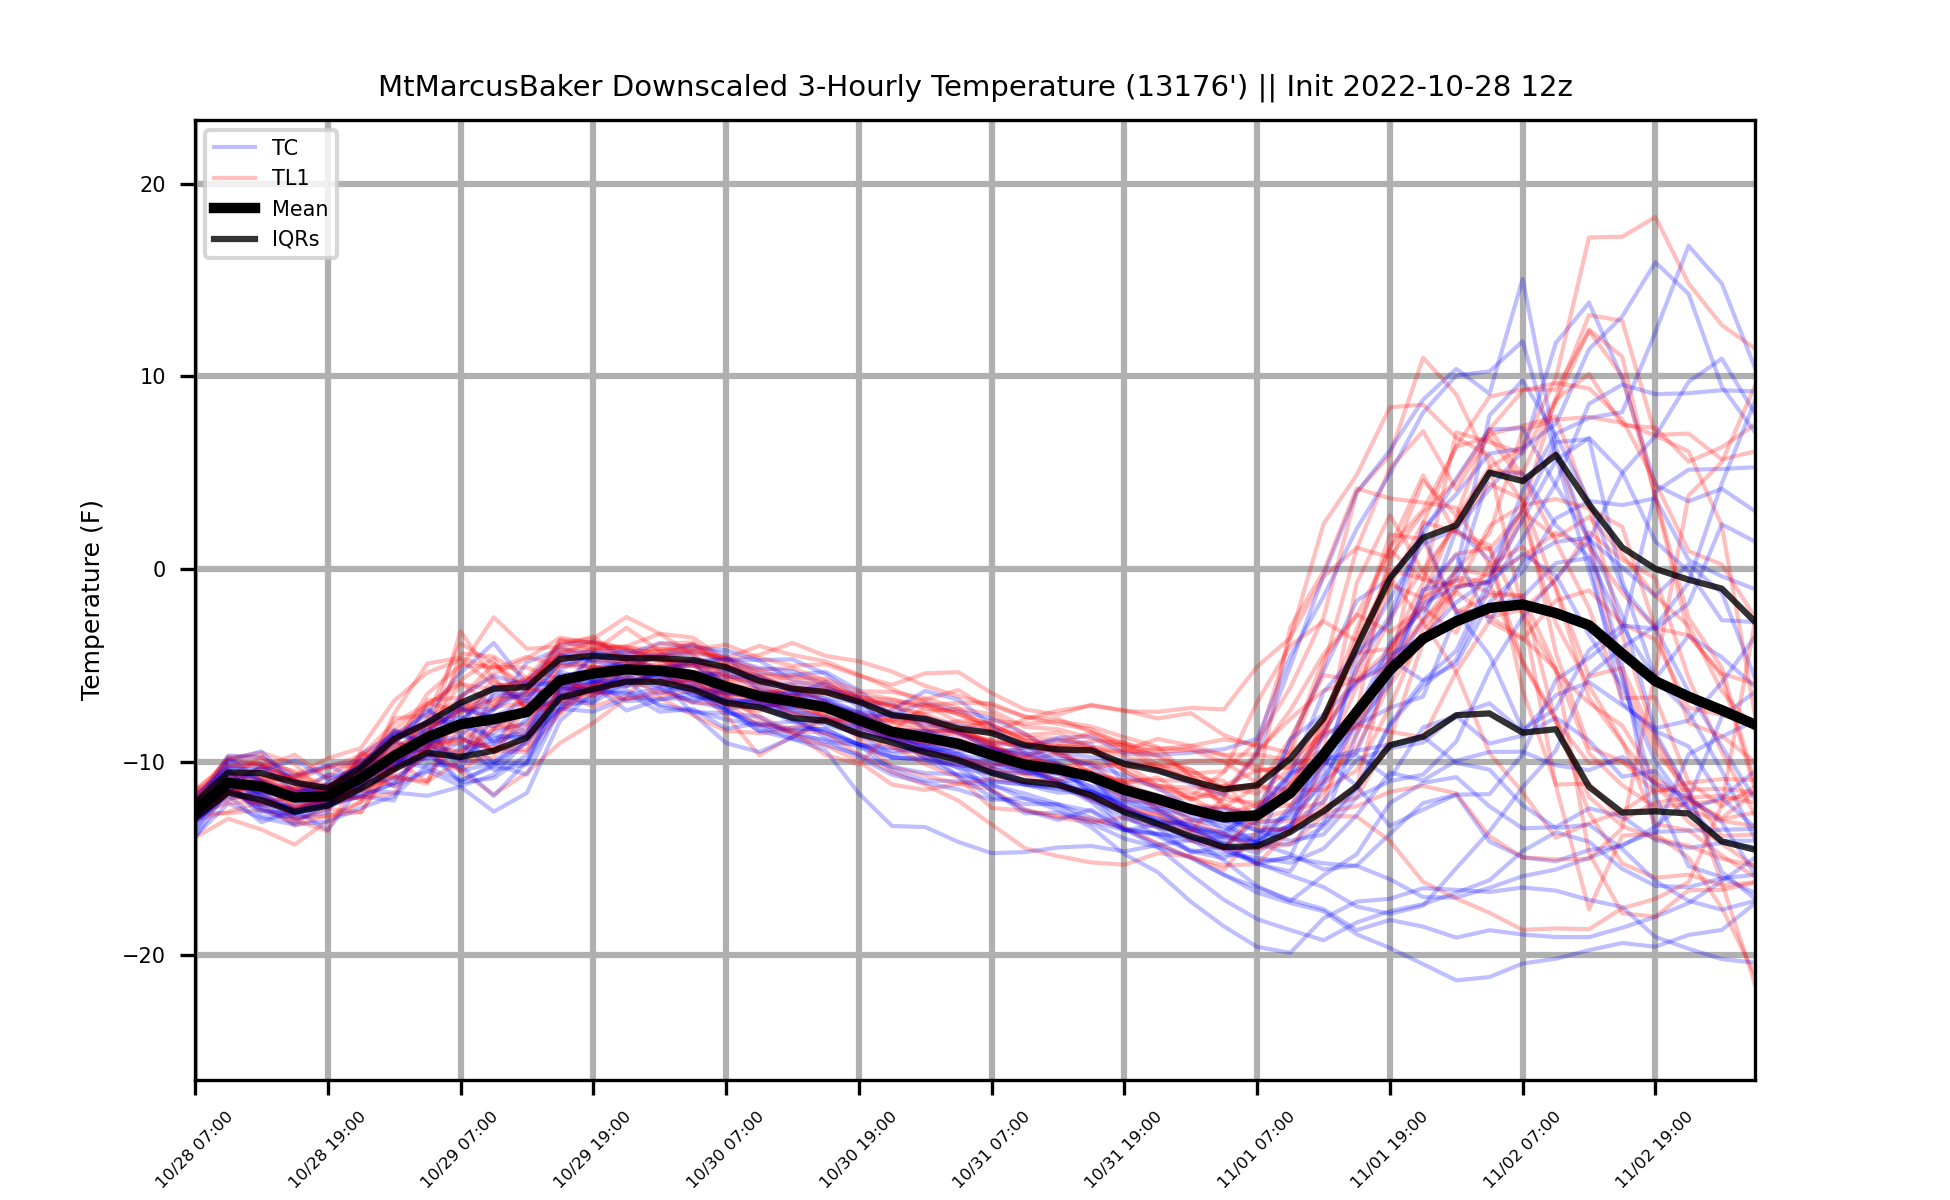 MtMarcusBaker Downscaled 3-Hourly Temperature (13176') || Init 2022-10-28 12z
TC
TL1
Mean
IQRs
Temperature (F)
20
10
0
−10
−20
10/28 07:00
10/28 19:00
10/29 07:00
10/29 19:00
10/30 07:00
10/30 19:00
10/31 07:00
10/31 19:00
11/01 07:00
11/01 19:00
11/02 07:00
11/02 19:00